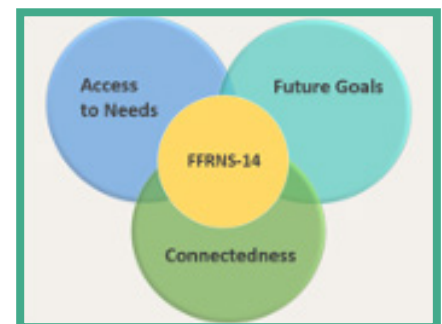 Access
to Needs
Future Goals
FFRNS-14
Connectedness